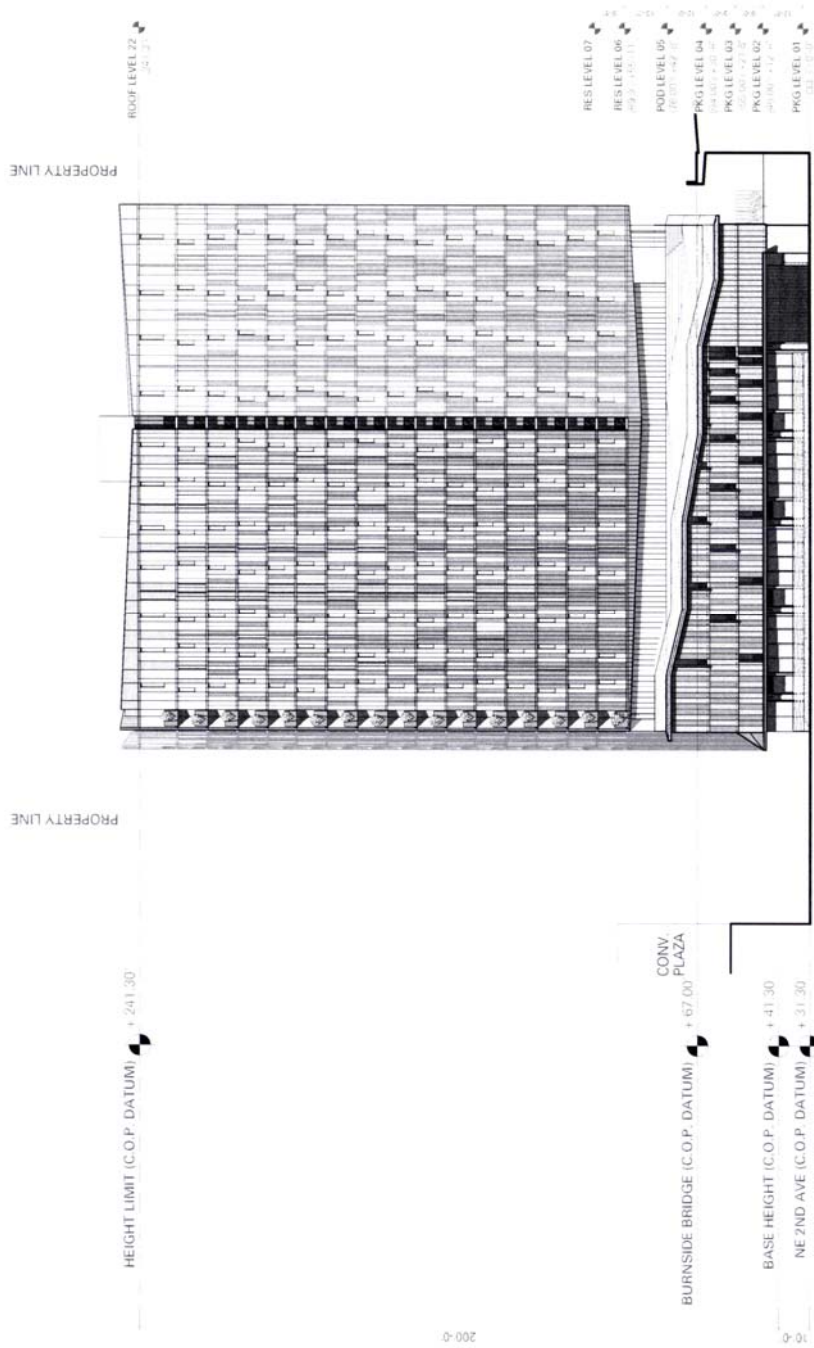 PROPERTY LINE
PROPERTY LINE
HEIGHT LIMIT (C.O.P. DATUM) + 241.30
ROOF LEVEL 22
RES LEVEL 07
RES LEVEL 06
POD LEVEL 05
PKG LEVEL 04
PKG LEVEL 03
PKG LEVEL 02
PKG LEVEL 01
CONV.
PLAZA
BURNSIDE BRIDGE (C.O.P. DATUM) + 67.00
BASE HEIGHT (C.O.P. DATUM) + 41.30
NE 2ND AVE (C.O.P. DATUM) + 31.30
200'-0"
10'-0"